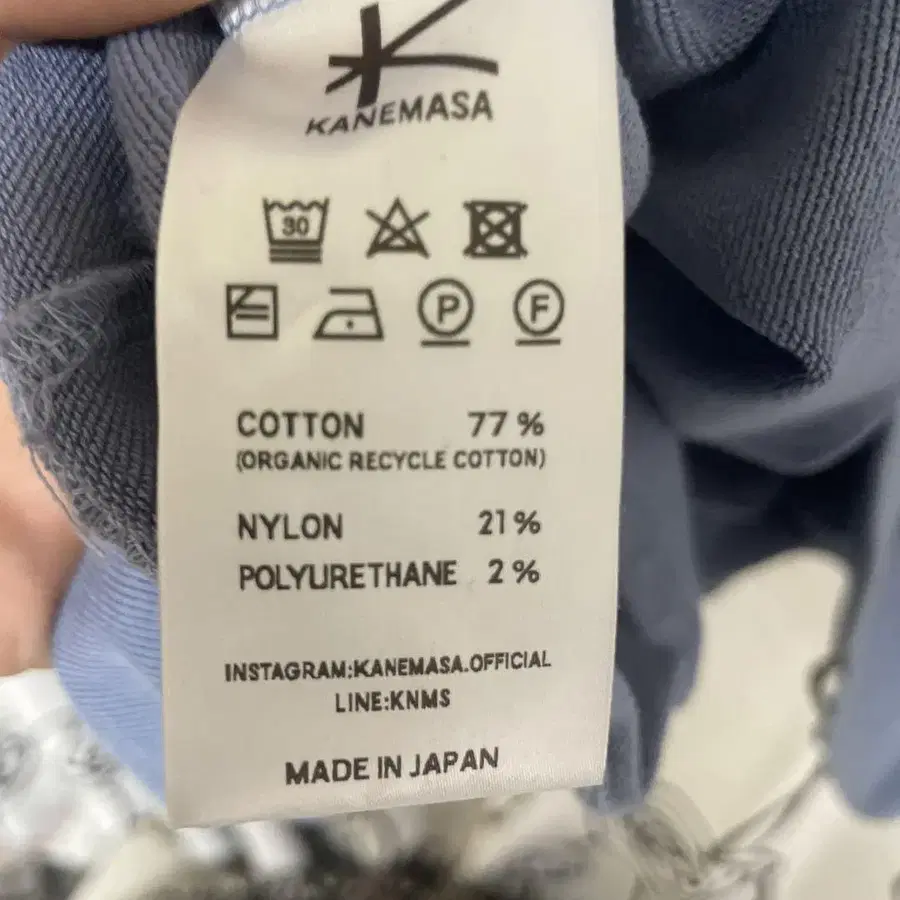 KANEMASA
30
P F
COTTON 77%
(ORGANIC RECYCLE COTTON)
NYLON 21%
POLYURETHANE 2%
INSTAGRAM:KANEMASA.OFFICIAL
LINE:KNMS
MADE IN JAPAN